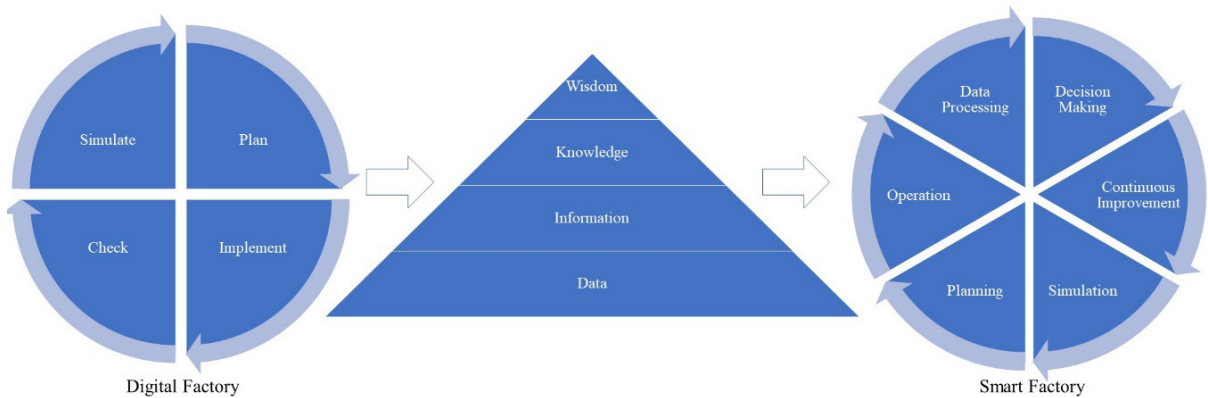 Simulate
Plan
Check
Implement
Digital Factory
Wisdom
Knowledge
Information
Data
Data
Processing
Decision
Making
Operation
Continuous
Improvement
Planning
Simulation
Smart Factory